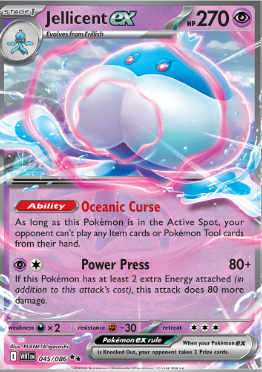 STAGE 1
Jellicent ex
HP 270
Evolves from Frillish
Ability Oceanic Curse
As long as this Pokémon is in the Active Spot, your
opponent can't play any Item cards or Pokémon Tool cards
from their hand.
Power Press 80+
If this Pokémon has at least 2 extra Energy attached (in
addition to this attack's cost), this attack does 80 more
damage.
weakness × 2 resistance -30 retreat
Pokémon ex rule
When your Pokémon ex
is Knocked Out, your opponent takes 2 Prize cards.
045/086